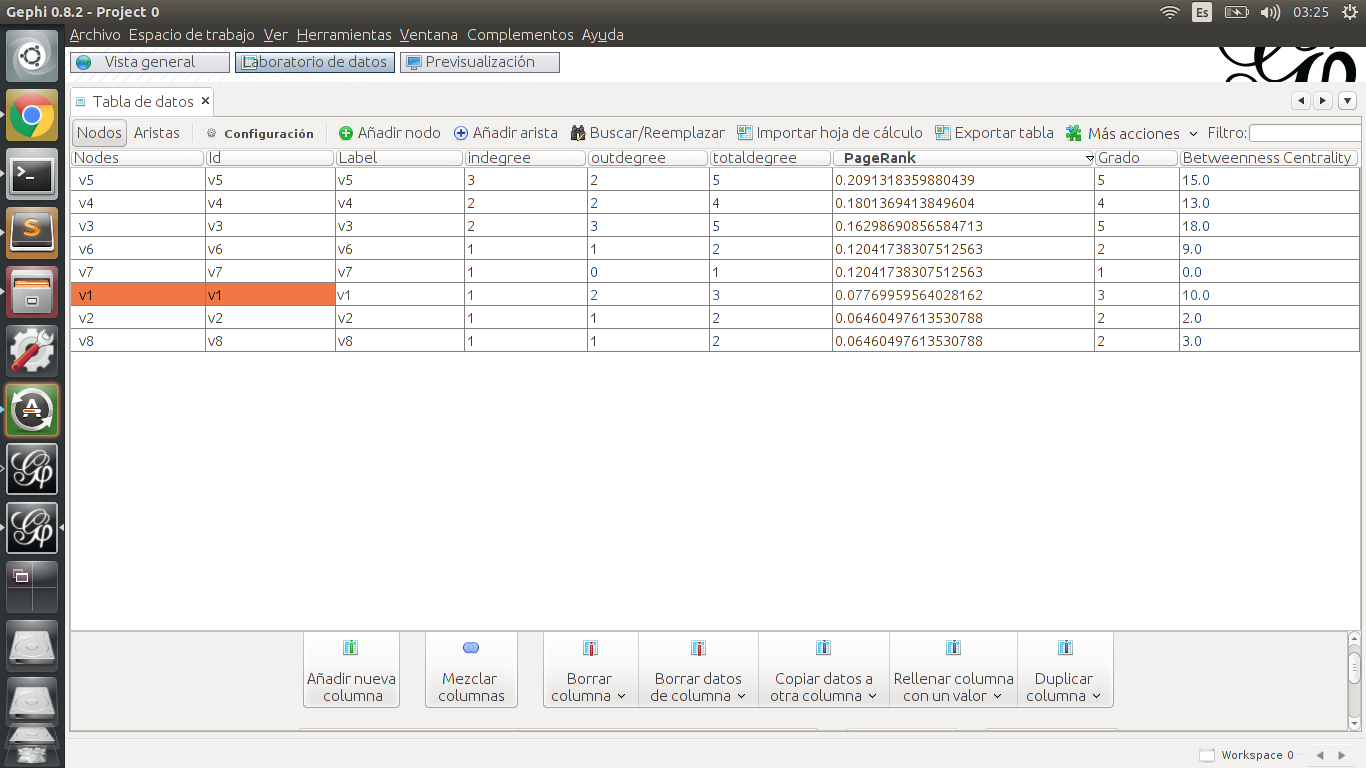 Gephi 0.8.2 - Project 0 Es 03:25
Archivo Espacio de trabajo Ver Herramientas Ventana Complementos Ayuda
Vista general Laboratorio de datos Previsualización
Tabla de datos
Nodos Aristas Configuración Añadir nodo Añadir arista Buscar/Reemplazar Importar hoja de cálculo Exportar tabla Más acciones Filtro:
Nodes Id Label indegree outdegree totaldegree PageRank Grado Betweenness Centrality
v5 v5 v5 3 2 5 0.2091318359880439 5 15.0
v4 v4 v4 2 2 4 0.1801369413849604 4 13.0
v3 v3 v3 2 3 5 0.16298690856584713 5 18.0
v6 v6 v6 1 1 2 0.12041738307512563 2 9.0
v7 v7 v7 1 0 1 0.12041738307512563 1 0.0
v1 v1 v1 1 2 3 0.07769959564028162 3 10.0
v2 v2 v2 1 1 2 0.06460497613530788 2 2.0
v8 v8 v8 1 1 2 0.06460497613530788 2 3.0
Añadir nueva columna
Mezclar columnas
Borrar columna
Borrar datos de columna
Copiar datos a otra columna
Rellenar columna con un valor
Duplicar columna
Workspace 0